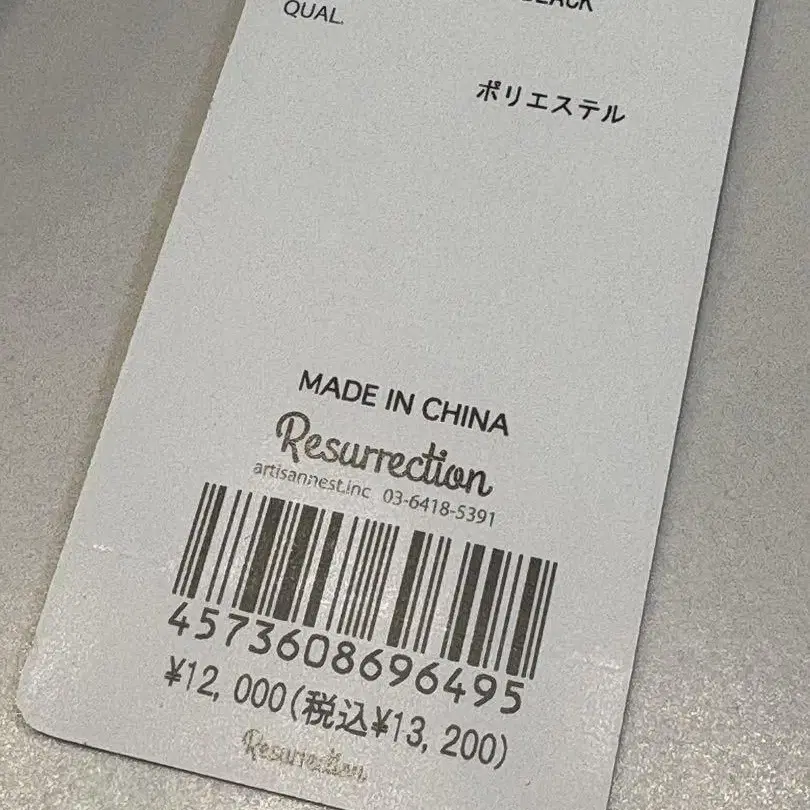 BLACK
QUAL.
ポリエステル
MADE IN CHINA
Resurrection
artisannest.inc 03-6418-5391
4573608696495
¥12,000(税込¥13,200)
Resurrection